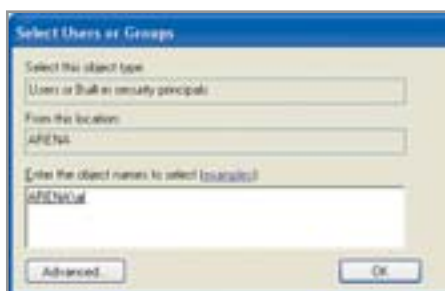 Select Users or Groups
Select this object type:
Users or Built-in security principals
From this location:
ARENA
Enter the object names to select (examples):
ARENA\al
Advanced...
OK